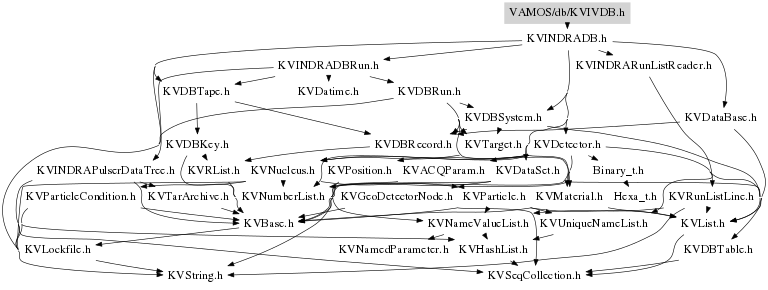 VAMOS/db/KVIVDB.h
KVINDRADB.h
KVINDRADBRun.h
KVINDRARunListReader.h
KVDBTape.h
KVDatime.h
KVDBRun.h
KVDBSystem.h
KVDataBase.h
KVDBKey.h
KVDBRecord.h
KVTarget.h
KVDetector.h
KVINDRAPulserDataTree.h
KVRList.h
KVNucleus.h
KVPosition.h
KVACQParam.h
KVDataSet.h
Binary_t.h
KVParticleCondition.h
KVTarArchive.h
KVNumberList.h
KVGeoDetectorNode.h
KVParticle.h
KVMaterial.h
Hexa_t.h
KVRunListLine.h
KVBase.h
KVNameValueList.h
KVUniqueNameList.h
KVList.h
KVLockfile.h
KVNamedParameter.h
KVHashList.h
KVDBTable.h
KVString.h
KVSeqCollection.h